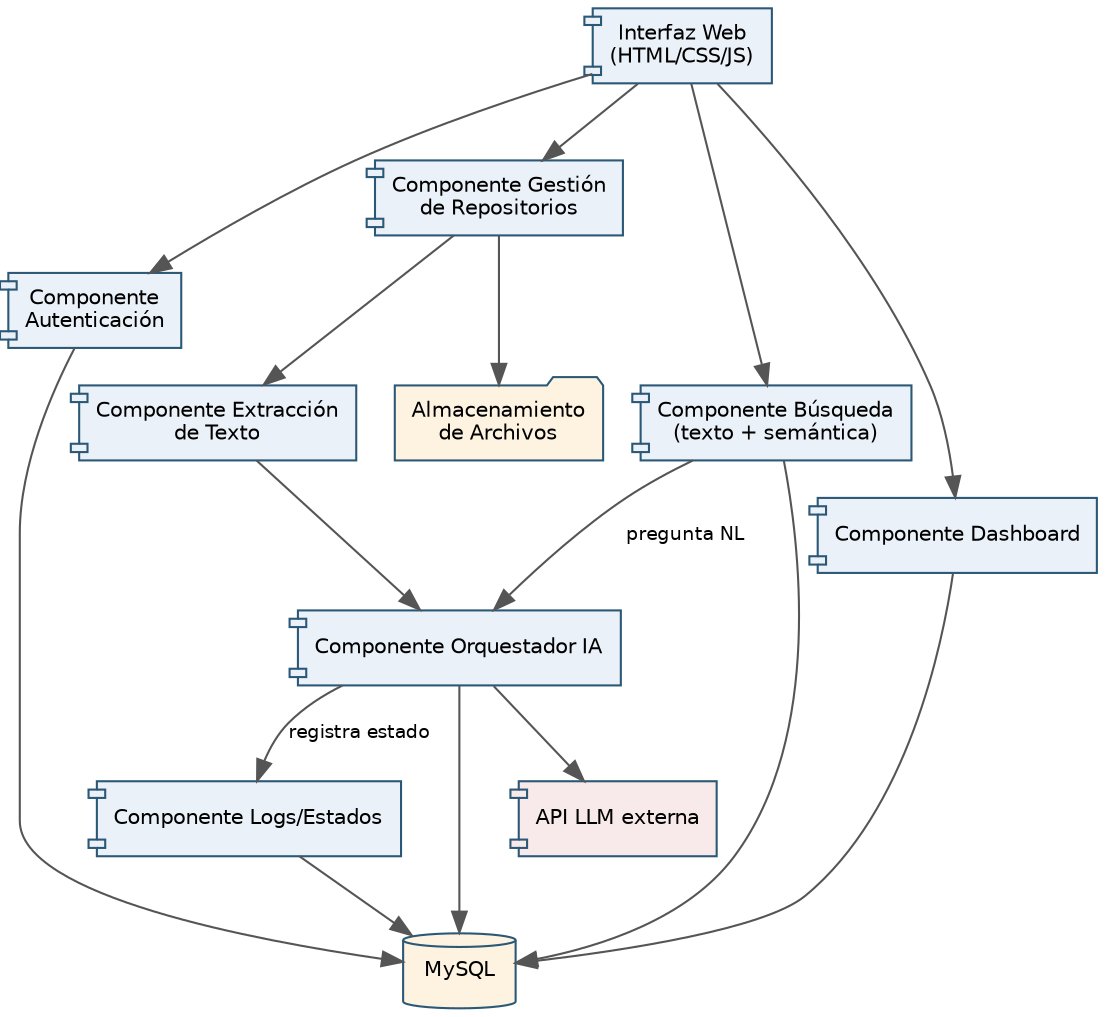 Interfaz Web
(HTML/CSS/JS)
Componente Gestión
de Repositorios
Componente
Autenticación
Componente Extracción
de Texto
Almacenamiento
de Archivos
Componente Búsqueda
(texto + semántica)
Componente Dashboard
pregunta NL
Componente Orquestador IA
registra estado
Componente Logs/Estados
API LLM externa
MySQL